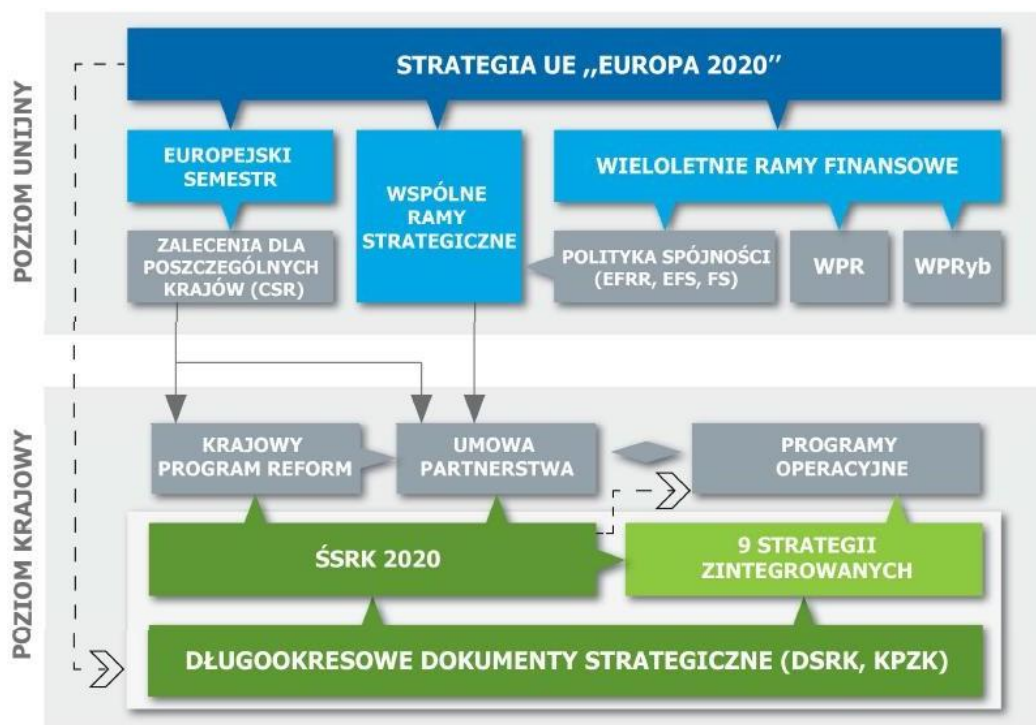 POZIOM UNIJNY
STRATEGIA UE „EUROPA 2020”
EUROPEJSKI
SEMESTR
WSPÓLNE
RAMY
STRATEGICZNE
WIELOLETNIE RAMY FINANSOWE
ZALECENIA DLA
POSZCZEGÓLNYCH
KRAJÓW (CSR)
POLITYKA SPÓJNOŚCI
(EFRR, EFS, FS)
WPR
WPRyb
POZIOM KRAJOWY
KRAJOWY
PROGRAM REFORM
UMOWA
PARTNERSTWA
PROGRAMY
OPERACYJNE
ŚSRK 2020
9 STRATEGII
ZINTEGROWANYCH
DŁUGOOKRESOWE DOKUMENTY STRATEGICZNE (DSRK, KPZK)